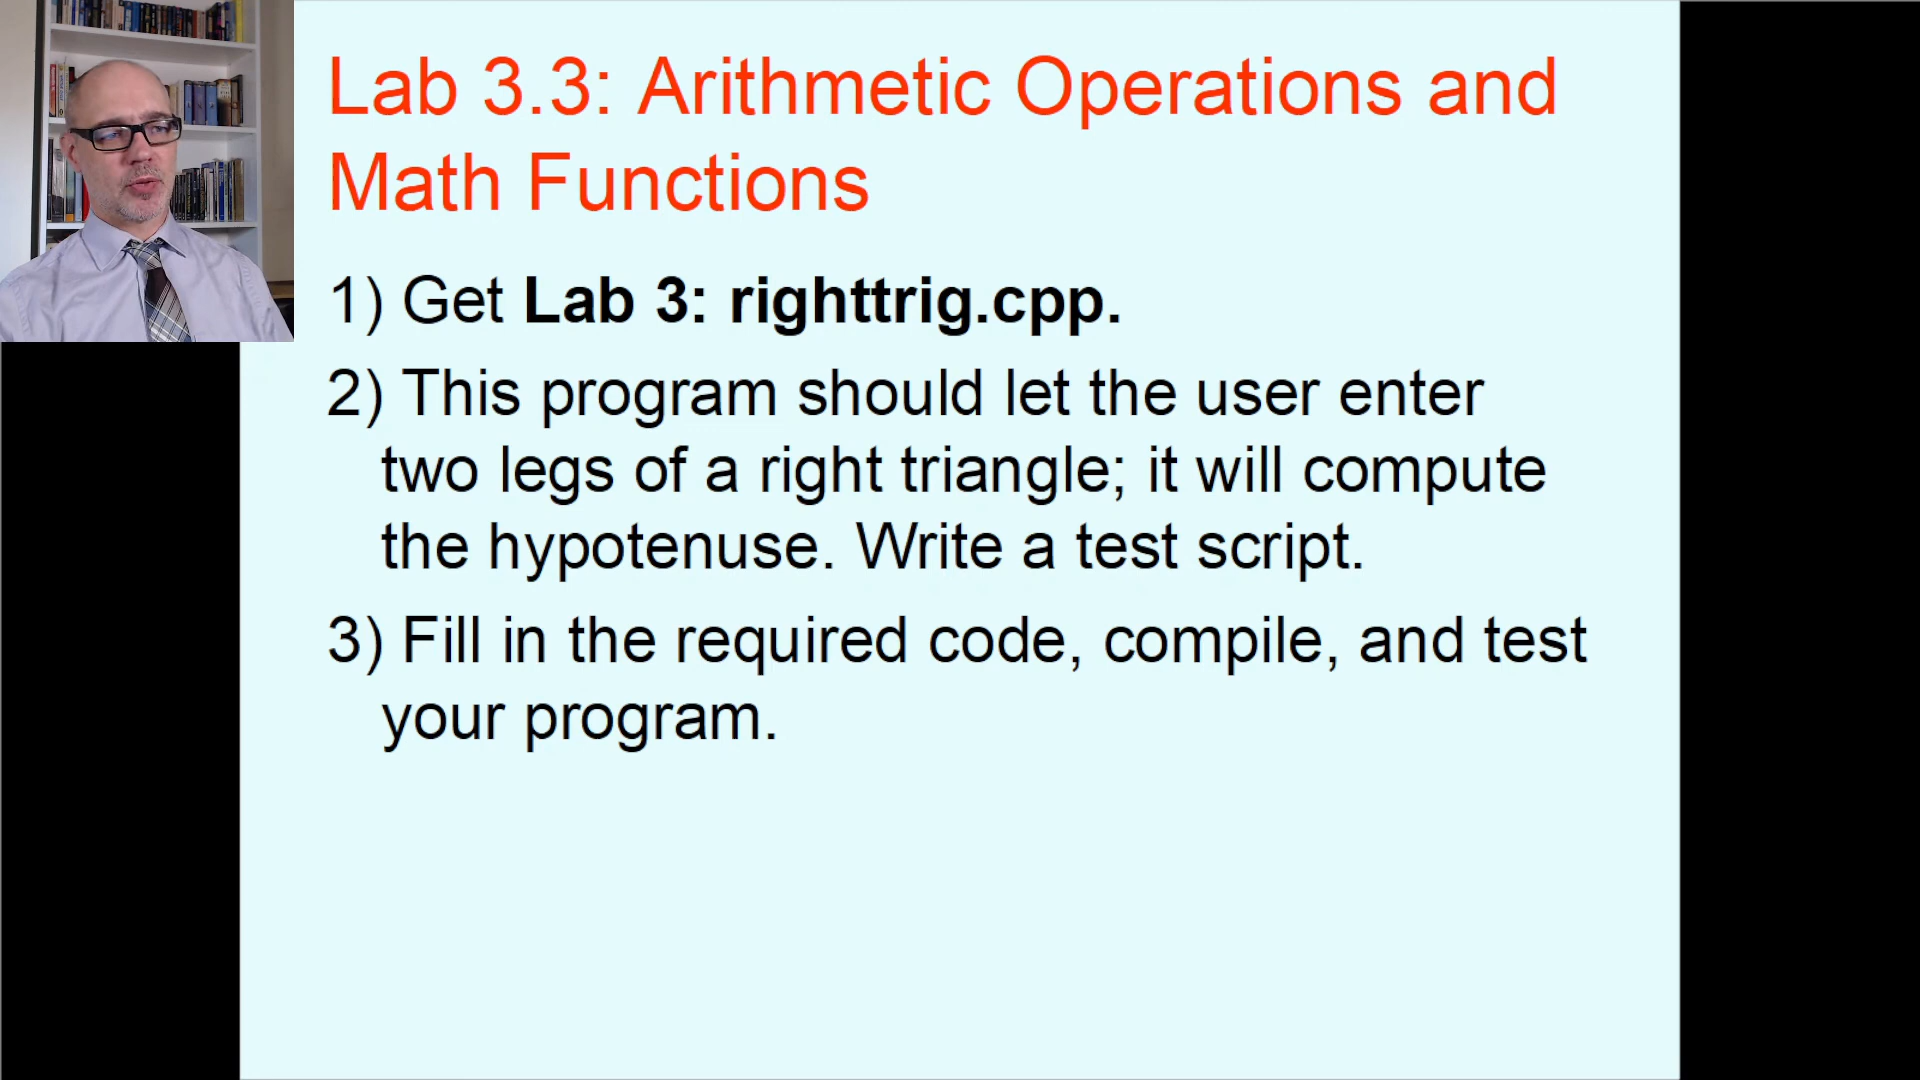 Lab 3.3: Arithmetic Operations and
Math Functions
1) Get Lab 3: righttrig.cpp.
2) This program should let the user enter
two legs of a right triangle; it will compute
the hypotenuse. Write a test script.
3) Fill in the required code, compile, and test
your program.